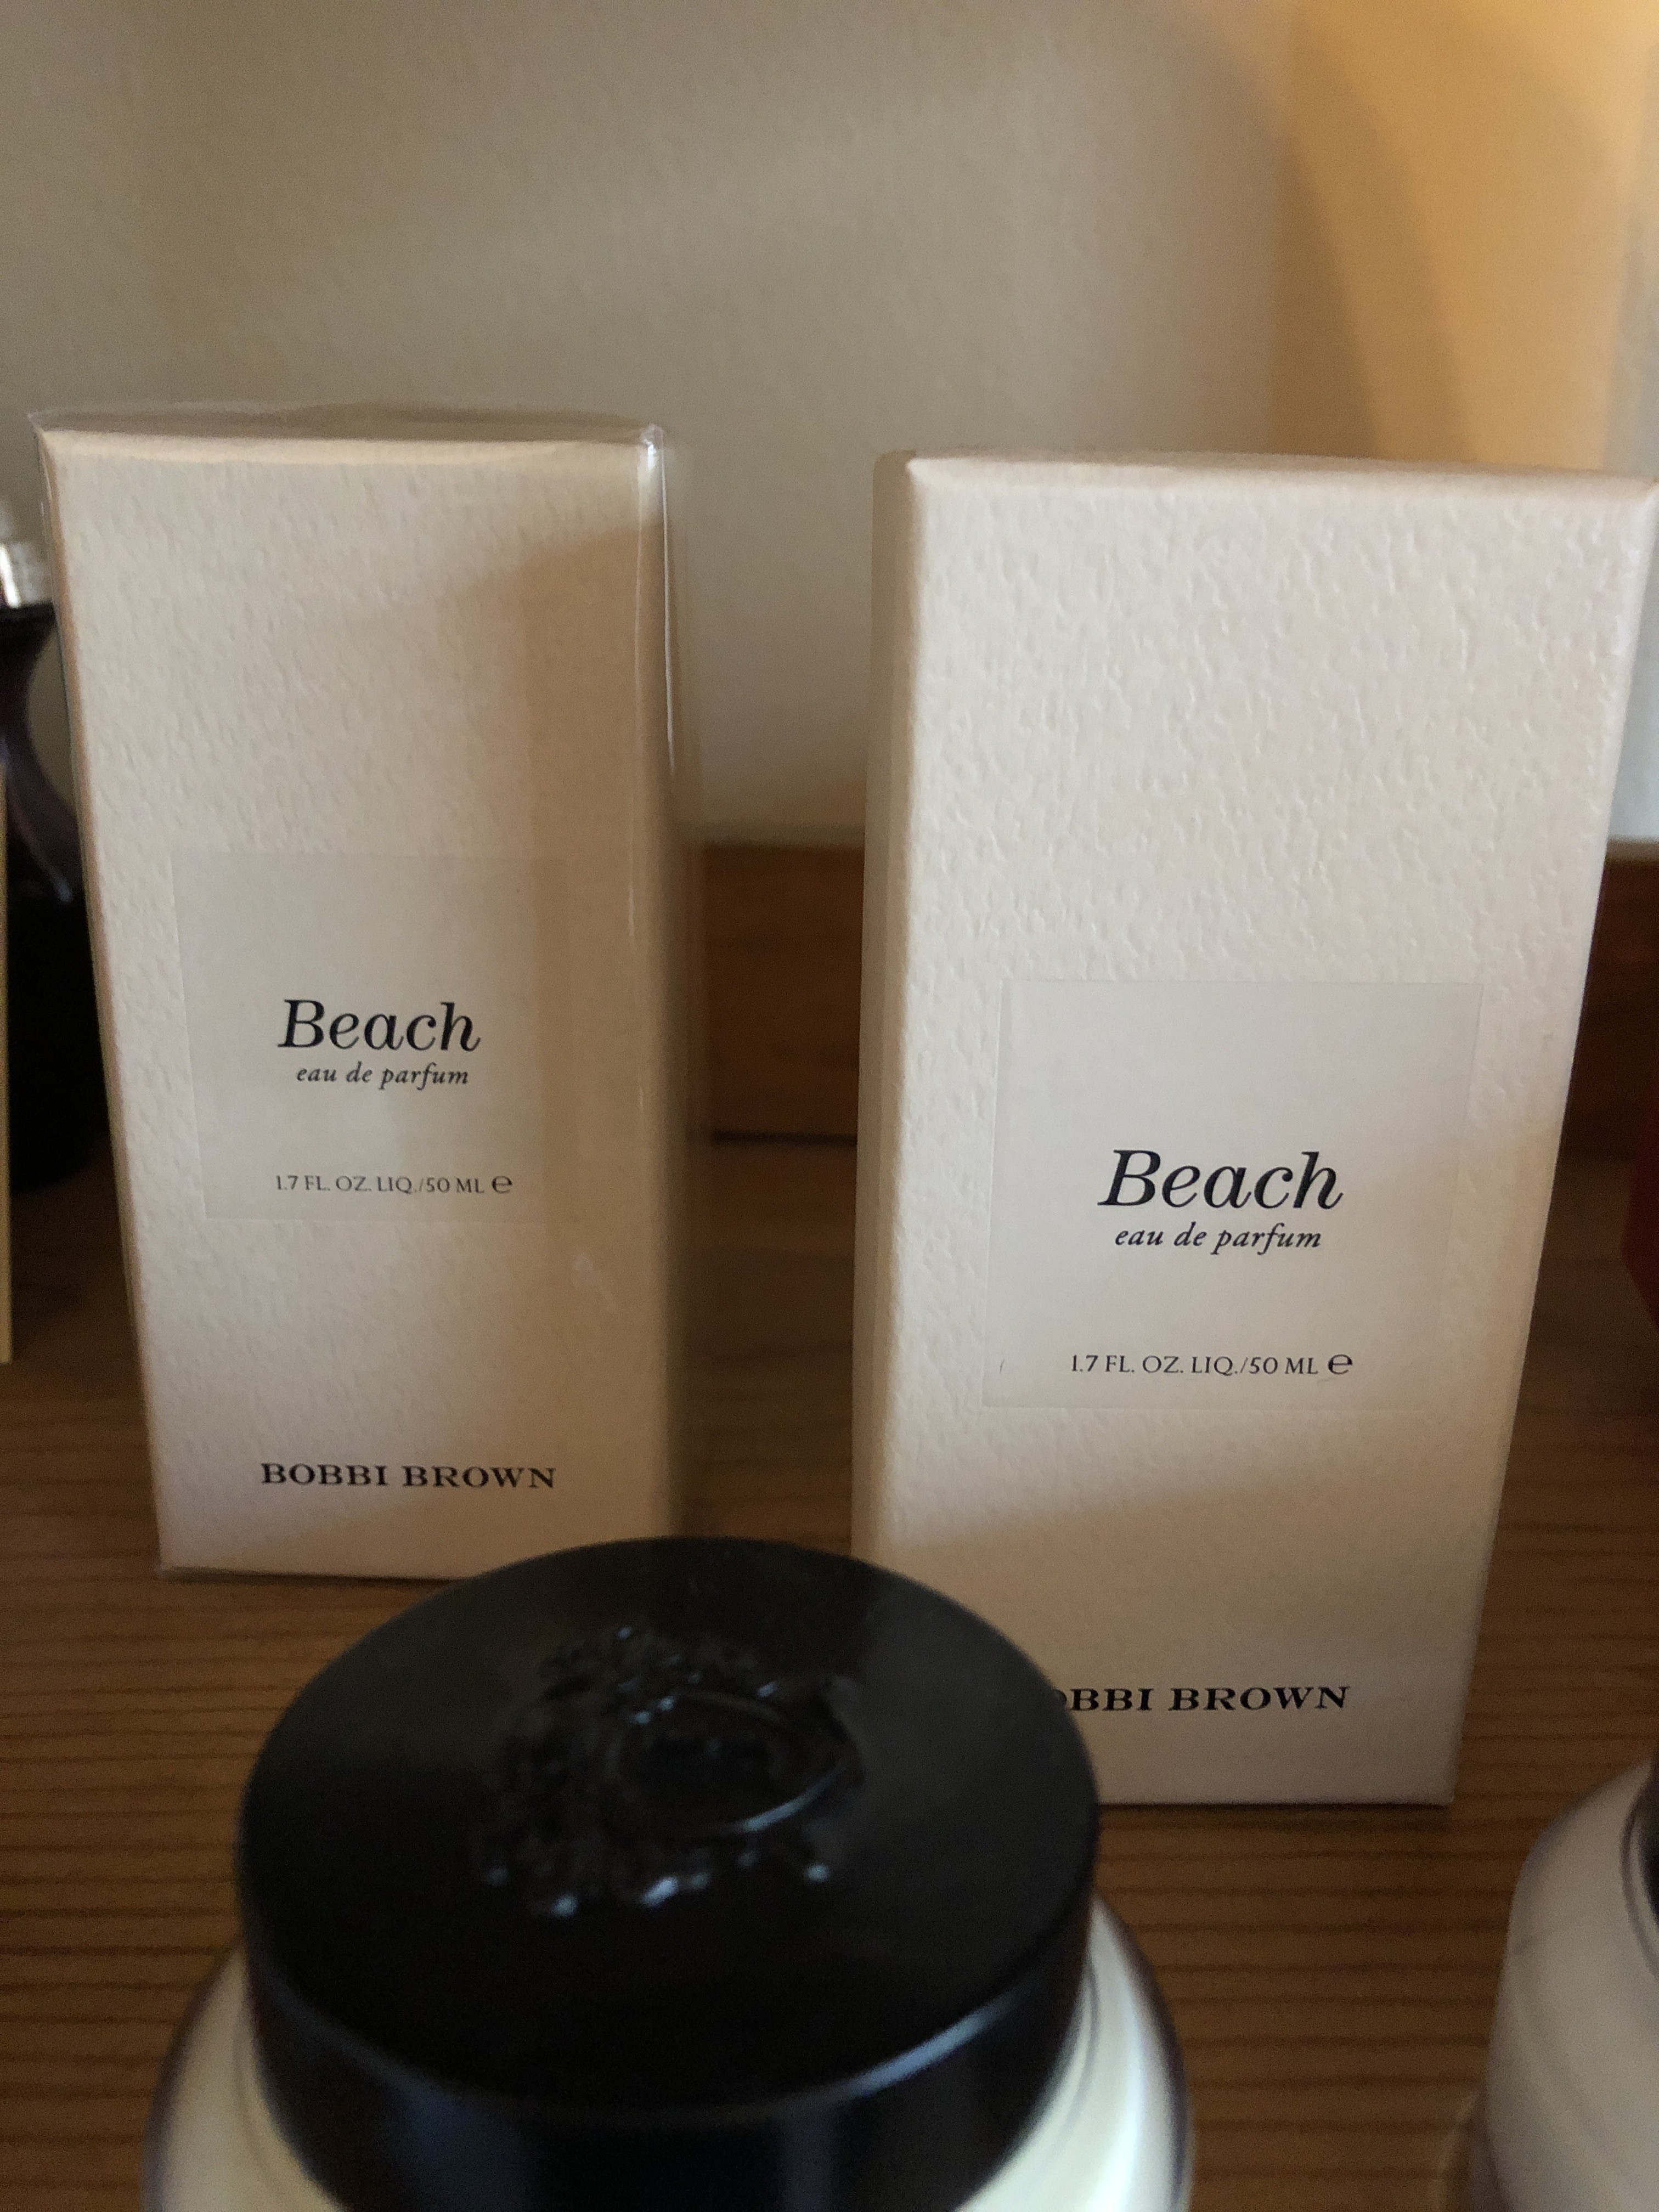 Beach
eau de parfum
1.7 FL. OZ. LIQ./50 ML ℮
BOBBI BROWN
Beach
eau de parfum
1.7 FL. OZ. LIQ./50 ML ℮
OBBI BROWN